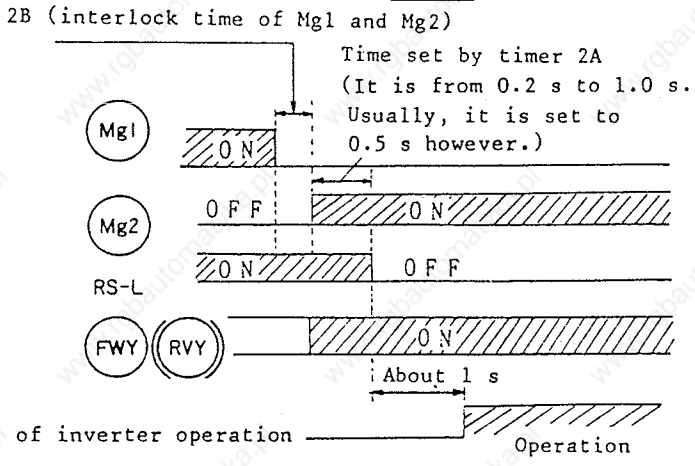 2B (interlock time of Mg1 and Mg2)
Time set by timer 2A
(It is from 0.2 s to 1.0 s.
Usually, it is set to
0.5 s however.)
Mg1
ON
Mg2
OFF
ON
RS-L
ON
OFF
FWY
RVY
ON
About 1 s
of inverter operation
Operation